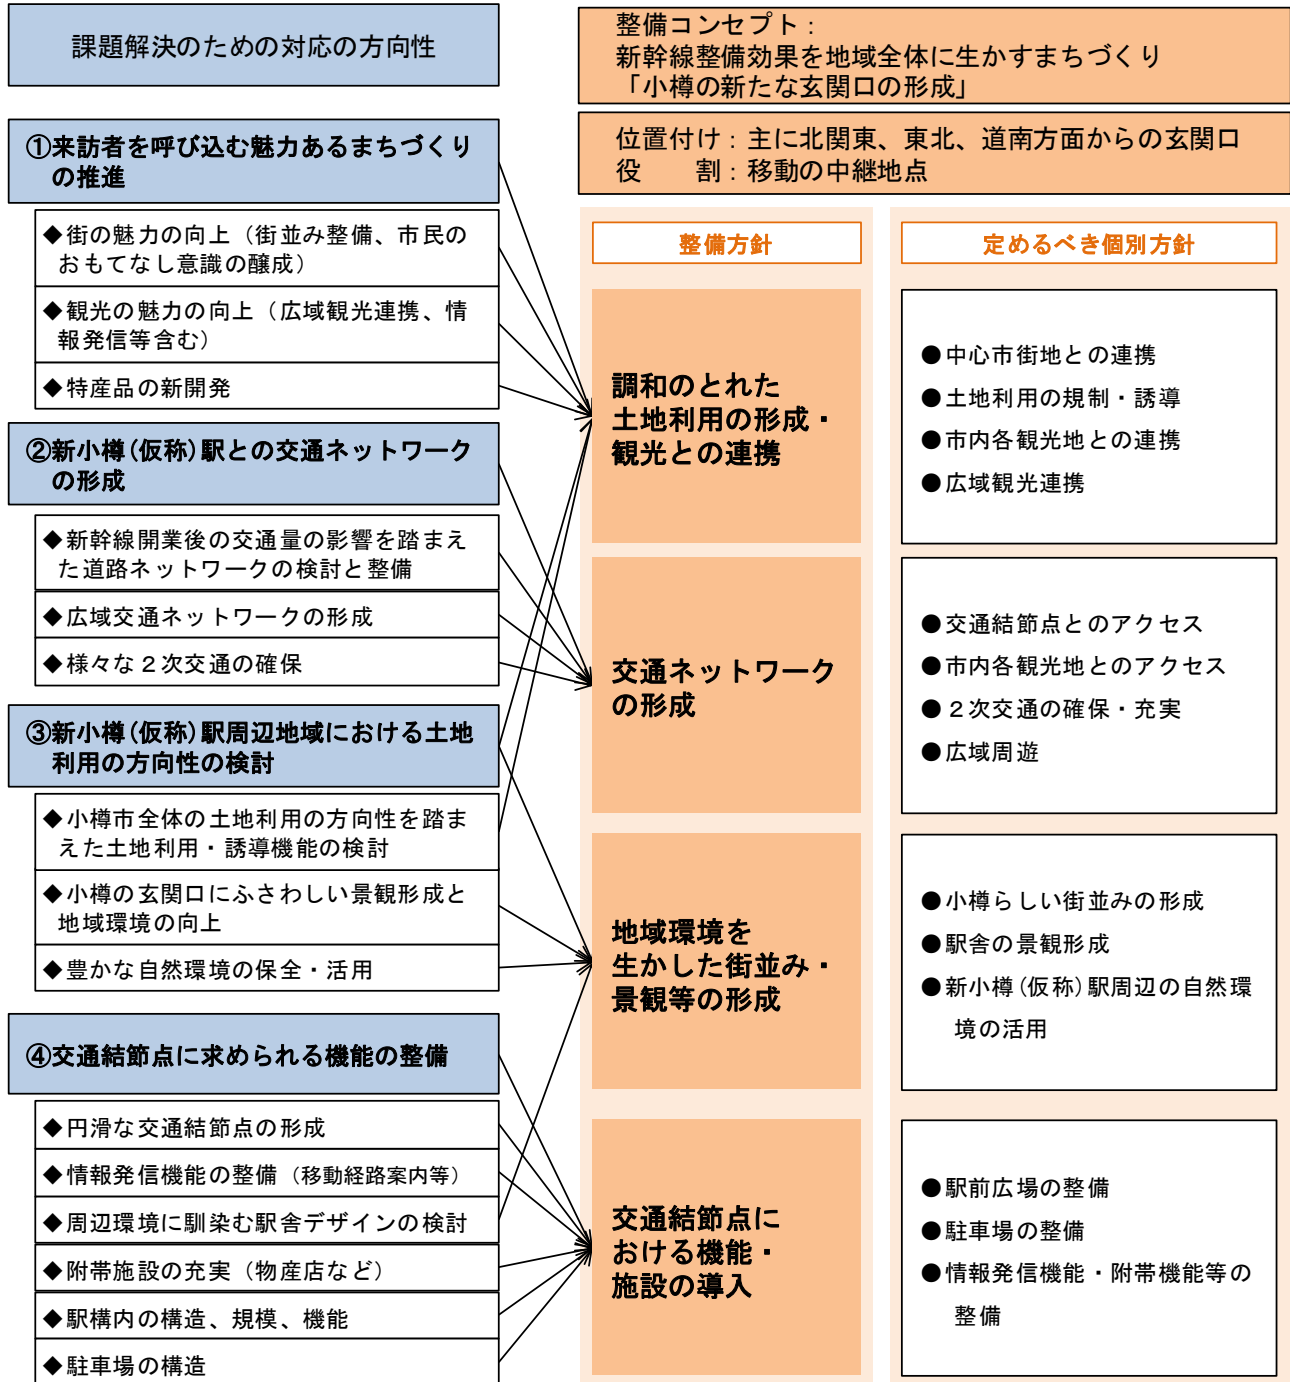 課題解決のための対応の方向性
①来訪者を呼び込む魅力あるまちづくり
の推進
◆街の魅力の向上（街並み整備、市民の
おもてなし意識の醸成）
◆観光の魅力の向上（広域観光連携、情
報発信等含む）
◆特産品の新開発
②新小樽(仮称)駅との交通ネットワーク
の形成
◆新幹線開業後の交通量の影響を踏まえ
た道路ネットワークの検討と整備
◆広域交通ネットワークの形成
◆様々な２次交通の確保
③新小樽(仮称)駅周辺地域における土地
利用の方向性の検討
◆小樽市全体の土地利用の方向性を踏ま
えた土地利用・誘導機能の検討
◆小樽の玄関口にふさわしい景観形成と
地域環境の向上
◆豊かな自然環境の保全・活用
④交通結節点に求められる機能の整備
◆円滑な交通結節点の形成
◆情報発信機能の整備（移動経路案内等）
◆周辺環境に馴染む駅舎デザインの検討
◆附帯施設の充実（物産店など）
◆駅構内の構造、規模、機能
◆駐車場の構造
整備コンセプト：
新幹線整備効果を地域全体に生かすまちづくり
「小樽の新たな玄関口の形成」
位置付け：主に北関東、東北、道南方面からの玄関口
役　　割：移動の中継地点
整備方針
調和のとれた
土地利用の形成・
観光との連携
交通ネットワーク
の形成
地域環境を
生かした街並み・
景観等の形成
交通結節点に
おける機能・
施設の導入
定めるべき個別方針
●中心市街地との連携
●土地利用の規制・誘導
●市内各観光地との連携
●広域観光連携
●交通結節点とのアクセス
●市内各観光地とのアクセス
●２次交通の確保・充実
●広域周遊
●小樽らしい街並みの形成
●駅舎の景観形成
●新小樽(仮称)駅周辺の自然環
境の活用
●駅前広場の整備
●駐車場の整備
●情報発信機能・附帯機能等の
整備